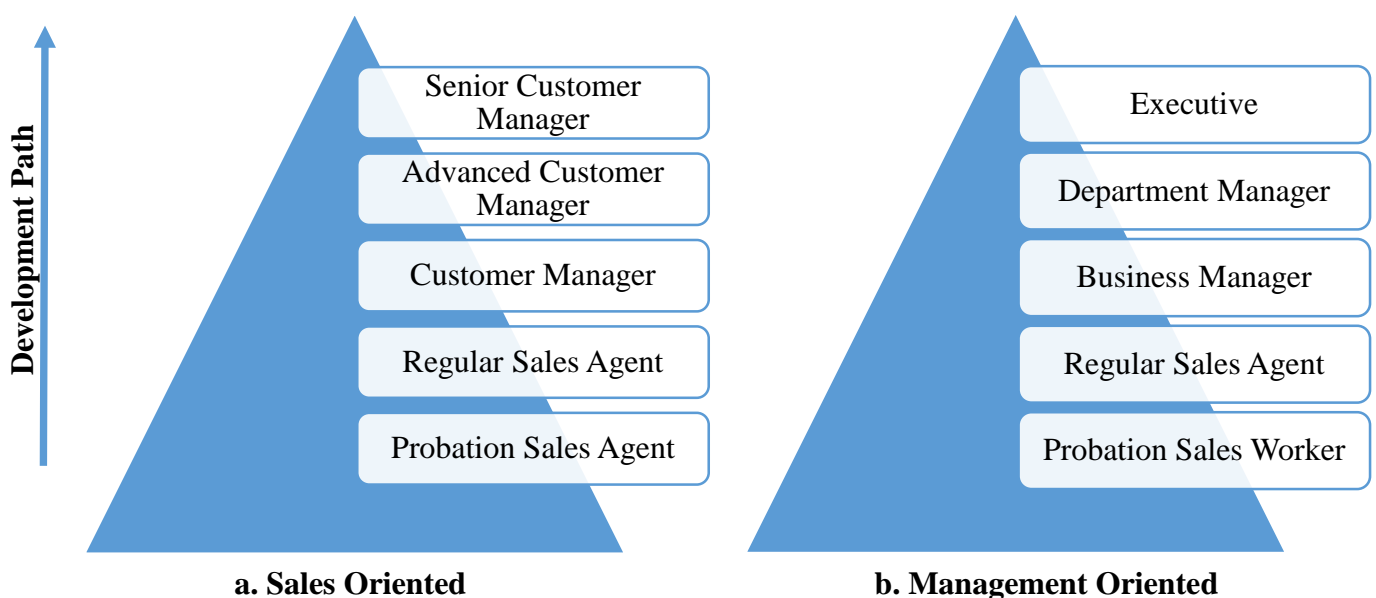 Development Path
Senior Customer
Manager
Advanced Customer
Manager
Customer Manager
Regular Sales Agent
Probation Sales Agent
a. Sales Oriented
Executive
Department Manager
Business Manager
Regular Sales Agent
Probation Sales Worker
b. Management Oriented